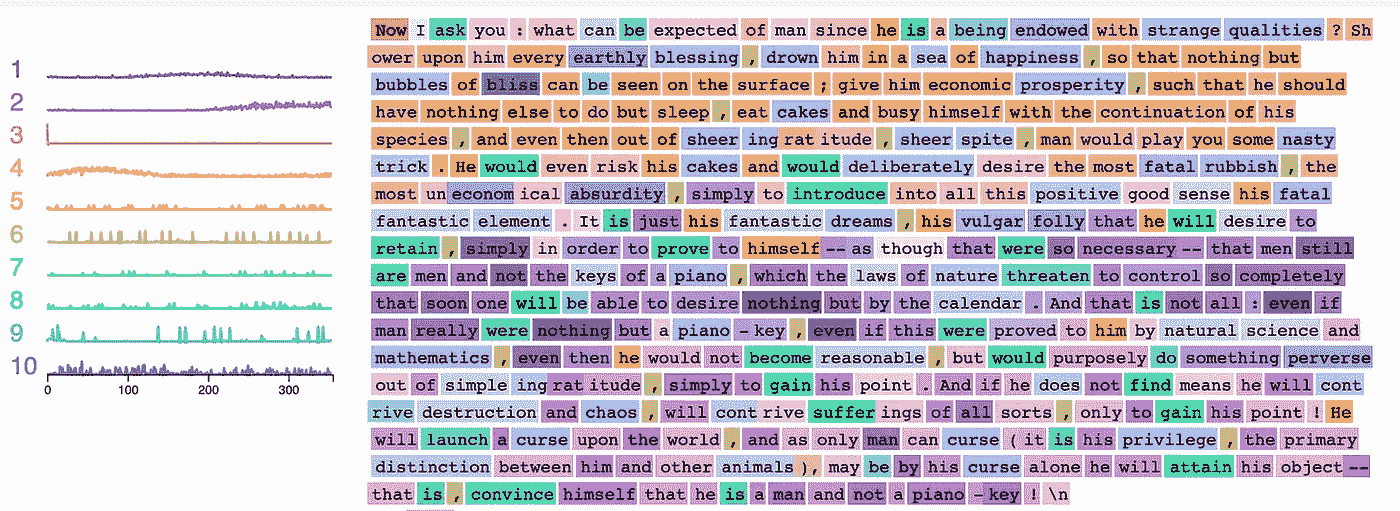 1
2
3
4
5
6
7
8
9
10
0 100 200 300
Now I ask you : what can be expected of man since he is a being endowed with strange qualities ? Sh
ower upon him every earthly blessing , drown him in a sea of happiness , so that nothing but
bubbles of bliss can be seen on the surface ; give him economic prosperity , such that he should
have nothing else to do but sleep , eat cakes and busy himself with the continuation of his
species , and even then out of sheer ing rat itude , sheer spite , man would play you some nasty
trick . He would even risk his cakes and would deliberately desire the most fatal rubbish , the
most un econom ical absurdity , simply to introduce into all this positive good sense his fatal
fantastic element . It is just his fantastic dreams , his vulgar folly that he will desire to
retain , simply in order to prove to himself -- as though that were so necessary -- that men still
are men and not the keys of a piano , which the laws of nature threaten to control so completely
that soon one will be able to desire nothing but by the calendar . And that is not all : even if
man really were nothing but a piano - key , even if this were proved to him by natural science and
mathematics , even then he would not become reasonable , but would purposely do something perverse
out of simple ing rat itude , simply to gain his point . And if he does not find means he will cont
rive destruction and chaos , will cont rive suffer ings of all sorts , only to gain his point ! He
will launch a curse upon the world , and as only man can curse ( it is his privilege , the primary
distinction between him and other animals ), may be by his curse alone he will attain his object --
that is , convince himself that he is a man and not a piano - key ! \n